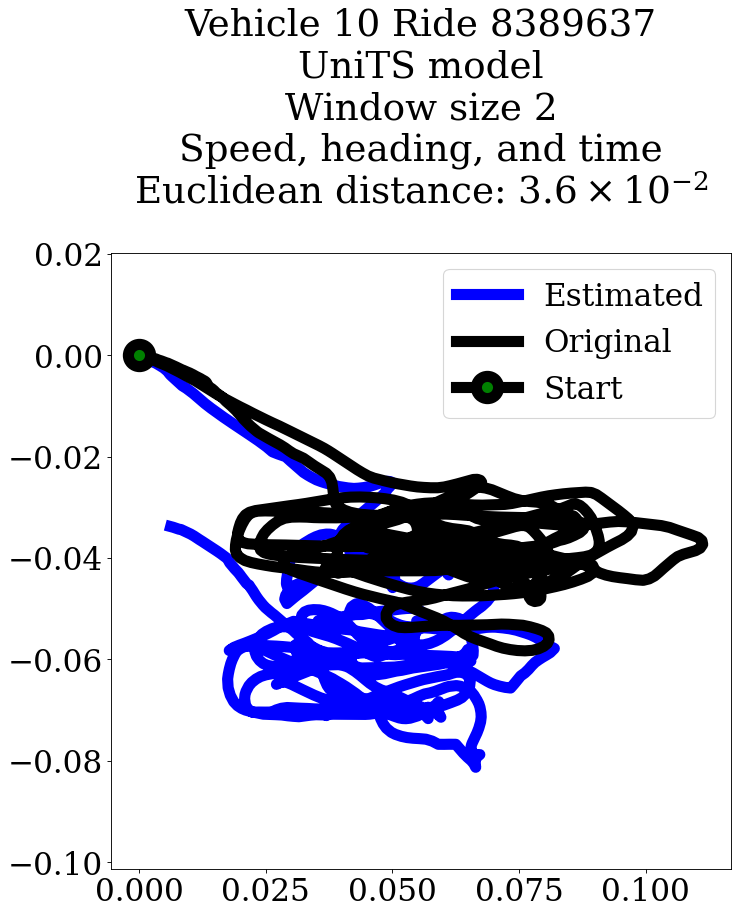 Vehicle 10 Ride 8389637
UniTS model
Window size 2
Speed, heading, and time
Euclidean distance: $3.6 \times 10^{-2}$
Estimated
Original
Start
0.02
0.00
−0.02
−0.04
−0.06
−0.08
−0.10
0.000 0.025 0.050 0.075 0.100